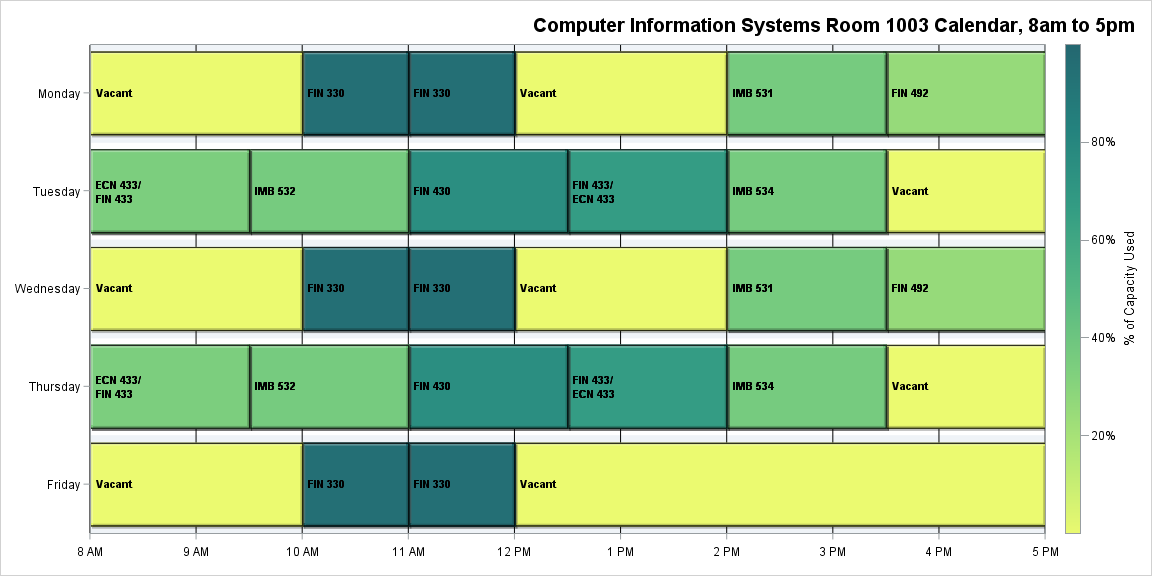 Computer Information Systems Room 1003 Calendar, 8am to 5pm
Monday
Vacant
FIN 330
FIN 330
Vacant
IMB 531
FIN 492
Tuesday
ECN 433/
FIN 433
IMB 532
FIN 430
FIN 433/
ECN 433
IMB 534
Vacant
Wednesday
Vacant
FIN 330
FIN 330
Vacant
IMB 531
FIN 492
Thursday
ECN 433/
FIN 433
IMB 532
FIN 430
FIN 433/
ECN 433
IMB 534
Vacant
Friday
Vacant
FIN 330
FIN 330
Vacant
8 AM
9 AM
10 AM
11 AM
12 PM
1 PM
2 PM
3 PM
4 PM
5 PM
80%
60%
40%
20%
% of Capacity Used